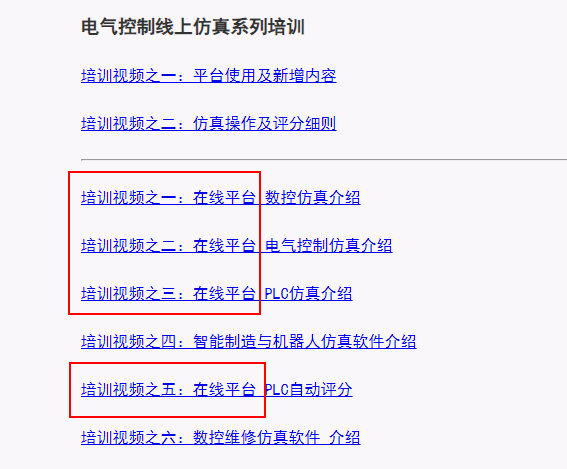 电气控制线上仿真系列培训
培训视频之一：平台使用及新增内容
培训视频之二：仿真操作及评分细则
培训视频之一：在线平台 数控仿真介绍
培训视频之二：在线平台 电气控制仿真介绍
培训视频之三：在线平台 PLC仿真介绍
培训视频之四：智能制造与机器人仿真软件介绍
培训视频之五：在线平台 PLC自动评分
培训视频之六：数控维修仿真软件 介绍